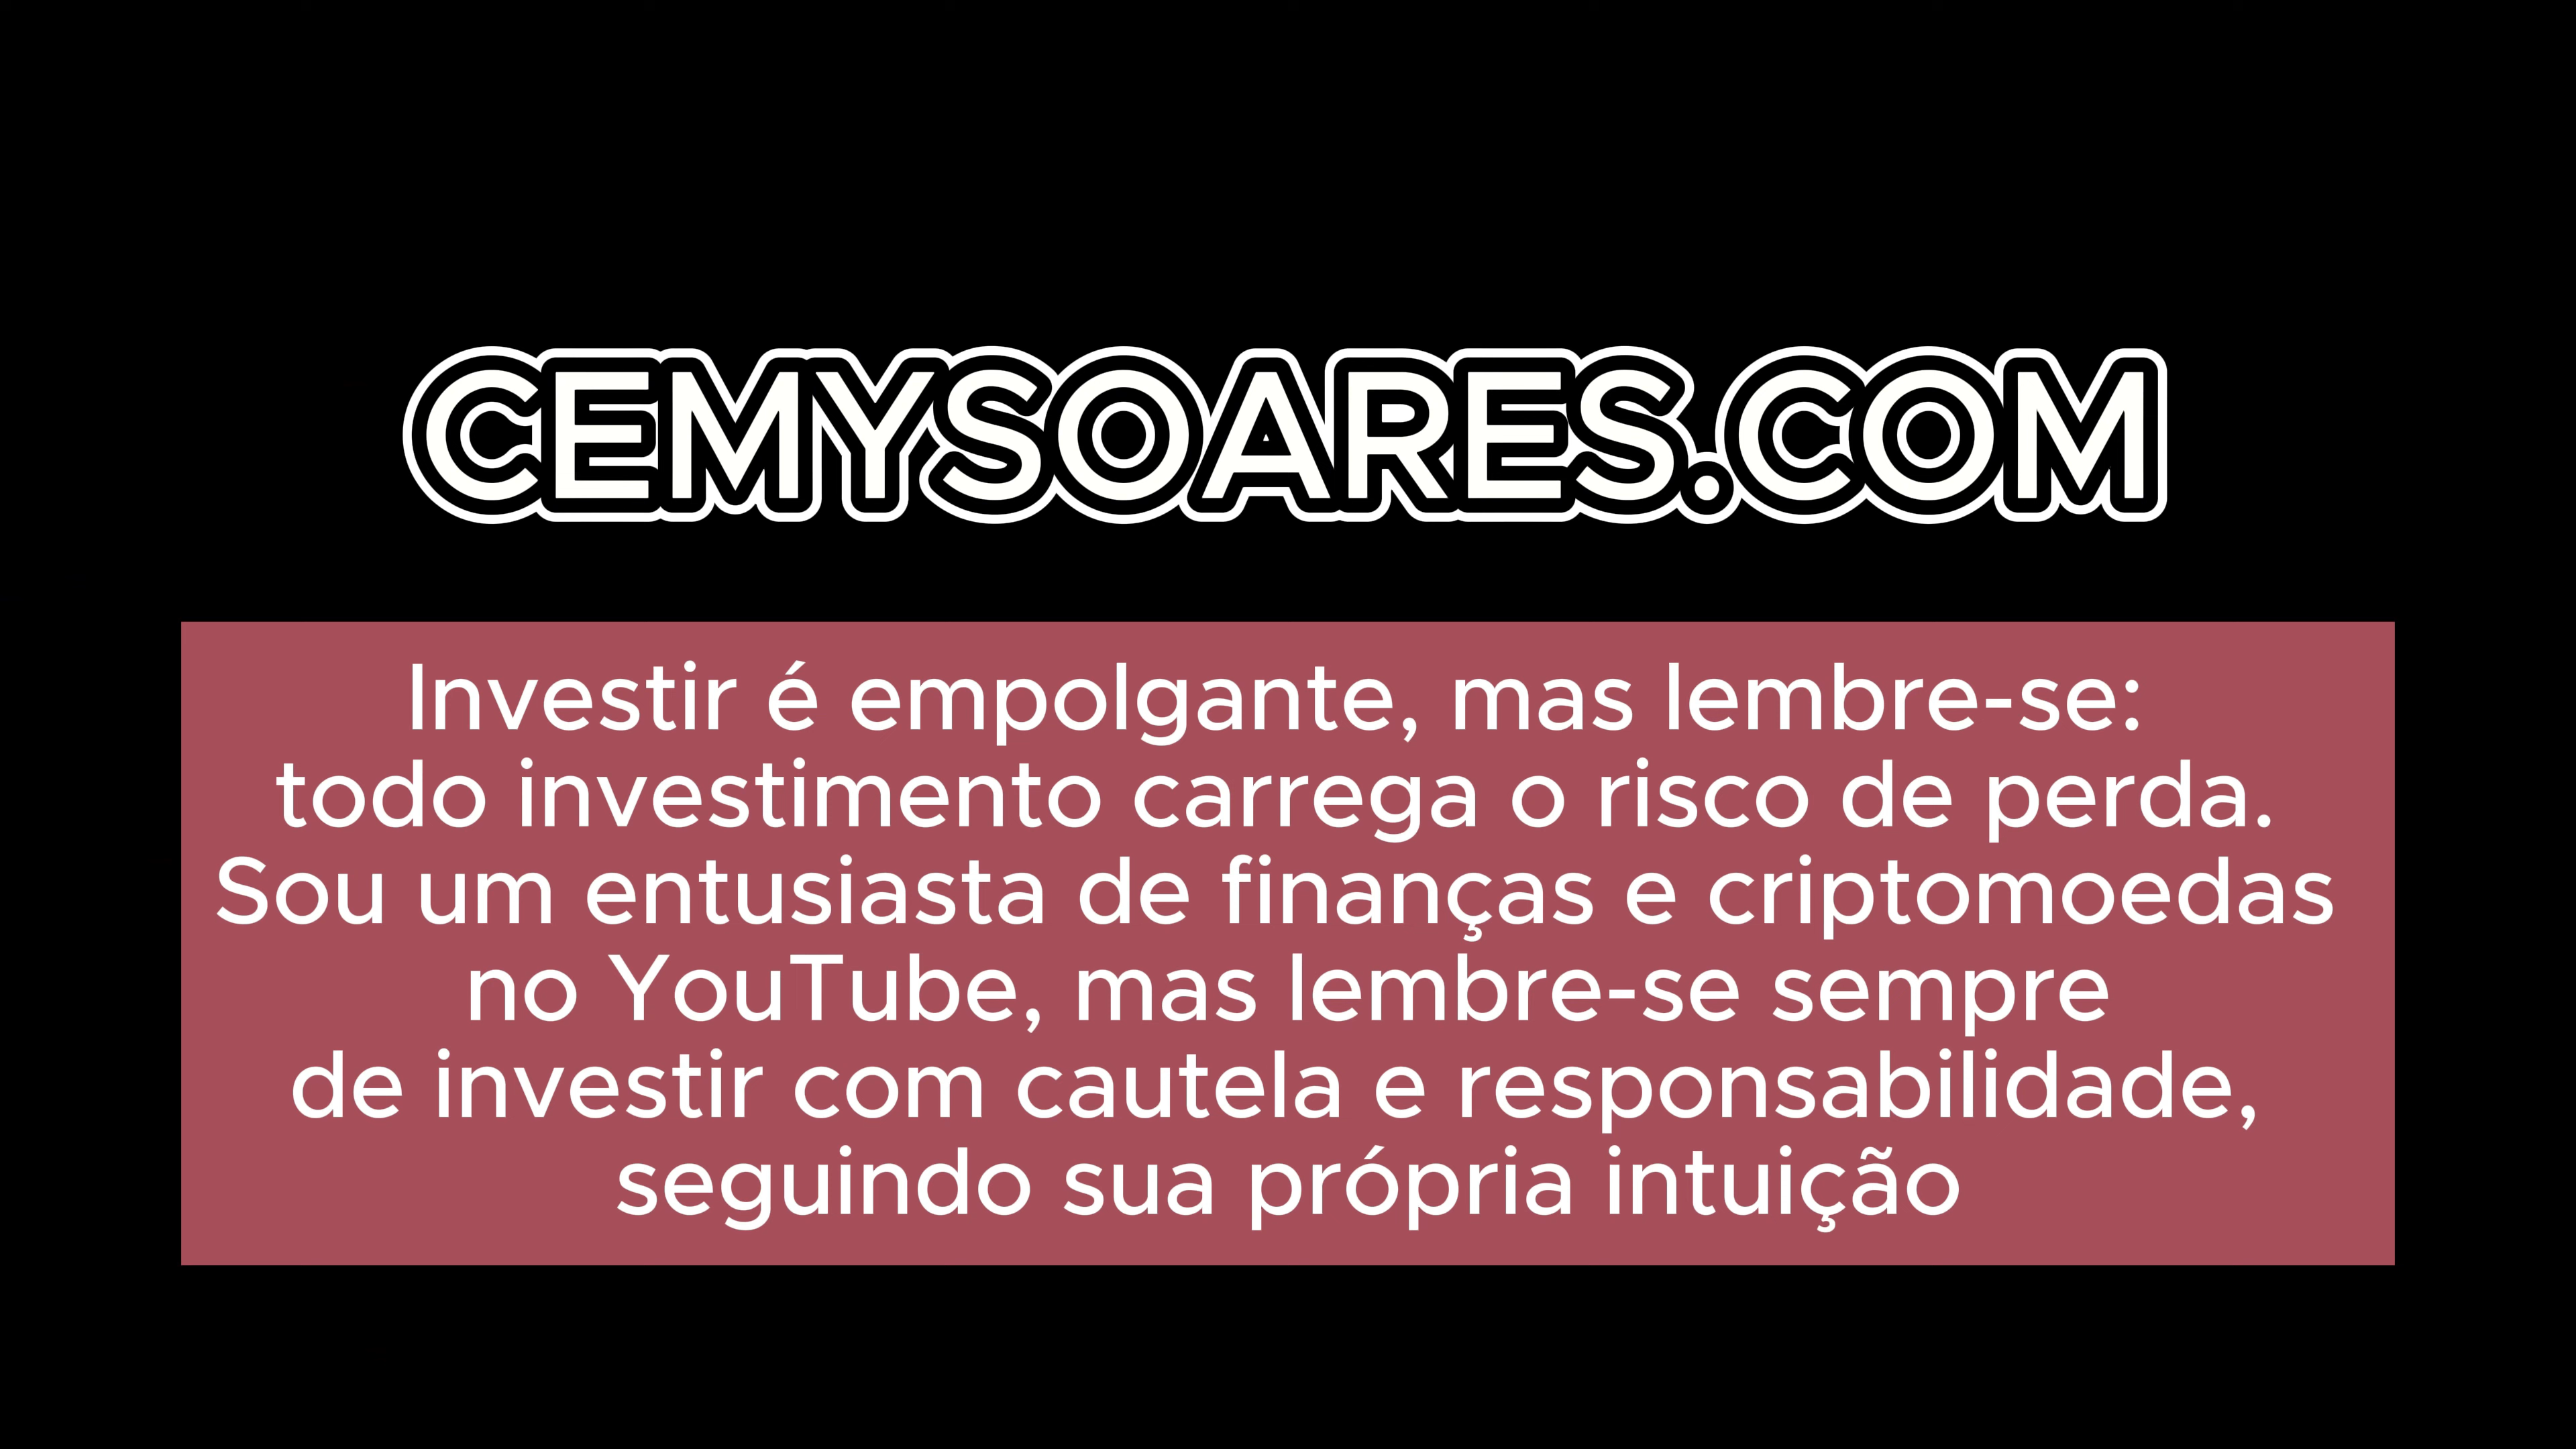 CEMYSOARES.COM
Investir é empolgante, mas lembre-se:
todo investimento carrega o risco de perda.
Sou um entusiasta de finanças e criptomoedas
no YouTube, mas lembre-se sempre
de investir com cautela e responsabilidade,
seguindo sua própria intuição